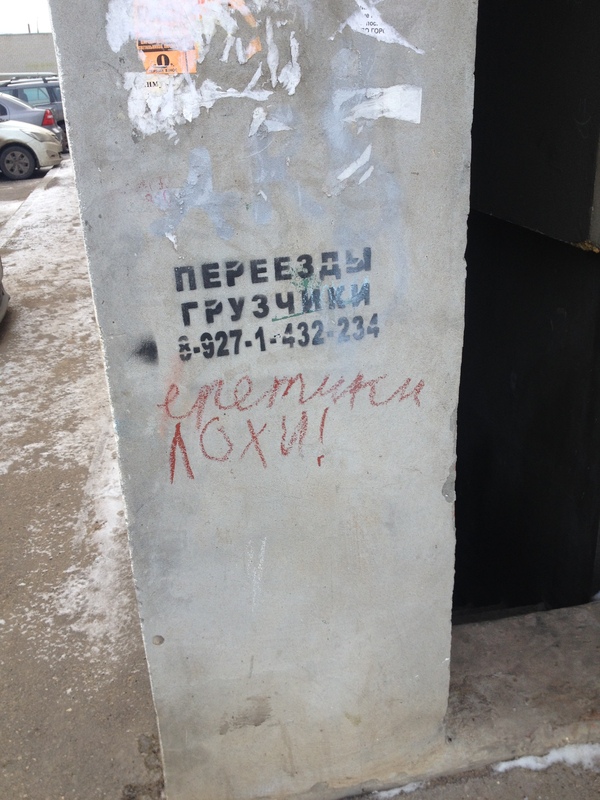 ПЕРЕЕЗДЫ
ГРУЗЧИКИ
8-927-1-432-234
еретики
ЛОХИ!